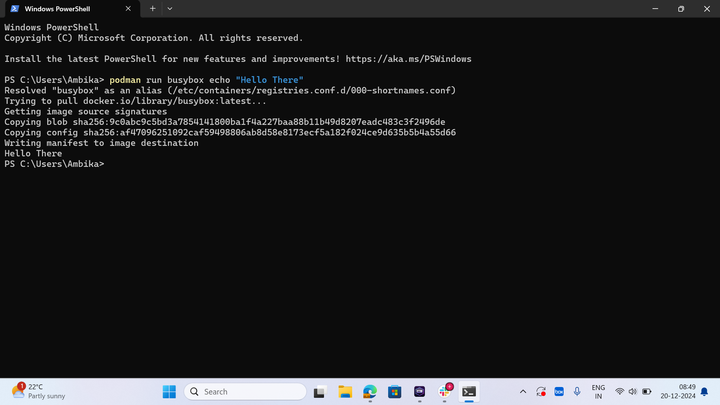 Windows PowerShell
Windows PowerShell
Copyright (C) Microsoft Corporation. All rights reserved.
Install the latest PowerShell for new features and improvements! https://aka.ms/PSWindows
PS C:\Users\Ambika> podman run busybox echo "Hello There"
Resolved "busybox" as an alias (/etc/containers/registries.conf.d/000-shortnames.conf)
Trying to pull docker.io/library/busybox:latest...
Getting image source signatures
Copying blob sha256:9c0abc9c5bd3a7854141800ba1f4a227baa88b11b49d8207eadc483c3f2496de
Copying config sha256:af47096251092caf59498806ab8d58e8173ecf5a182f024ce9d635b5b4a55d66
Writing manifest to image destination
Hello There
PS C:\Users\Ambika>
1
22°C
Partly sunny
Search
ENG
IN
08:49
20-12-2024